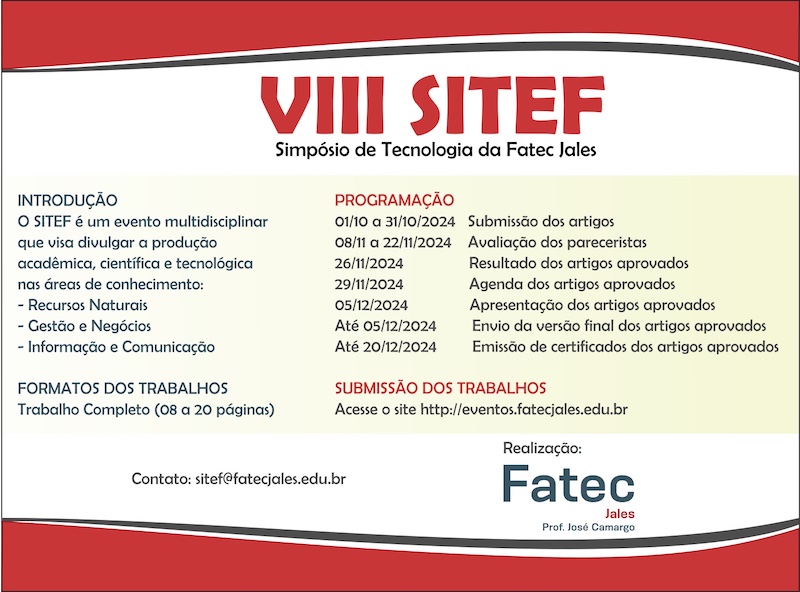 VIII SITEF
Simpósio de Tecnologia da Fatec Jales
INTRODUÇÃO
O SITEF é um evento multidisciplinar
que visa divulgar a produção
acadêmica, científica e tecnológica
nas áreas de conhecimento:
- Recursos Naturais
- Gestão e Negócios
- Informação e Comunicação
FORMATOS DOS TRABALHOS
Trabalho Completo (08 a 20 páginas)
PROGRAMAÇÃO
01/10 a 31/10/2024 Submissão dos artigos
08/11 a 22/11/2024 Avaliação dos pareceristas
26/11/2024 Resultado dos artigos aprovados
29/11/2024 Agenda dos artigos aprovados
05/12/2024 Apresentação dos artigos aprovados
Até 05/12/2024 Envio da versão final dos artigos aprovados
Até 20/12/2024 Emissão de certificados dos artigos aprovados
SUBMISSÃO DOS TRABALHOS
Acesse o site http://eventos.fatecjales.edu.br
Contato: sitef@fatecjales.edu.br
Realização:
Fatec
Jales
Prof. José Camargo